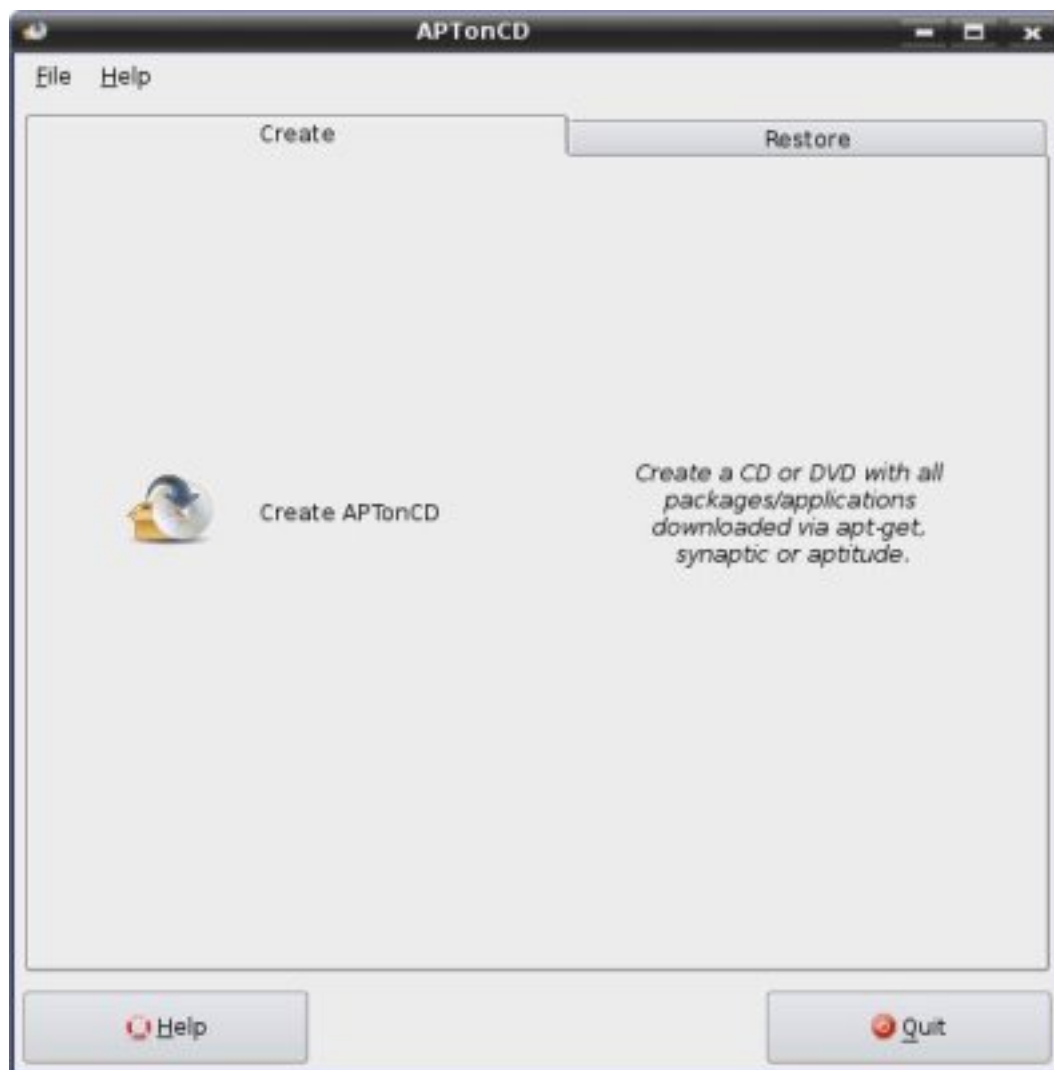 APTonCD
File Help
Create
Restore
Create APTonCD
Create a CD or DVD with all
packages/applications
downloaded via apt-get,
synaptic or aptitude.
Help
Quit